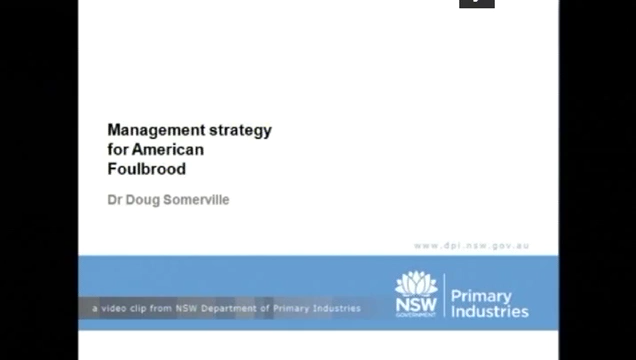 Management strategy
for American
Foulbrood
Dr Doug Somerville
www.dpi.nsw.gov.au
a video clip from NSW Department of Primary Industries
NSW
GOVERNMENT
Primary
Industries